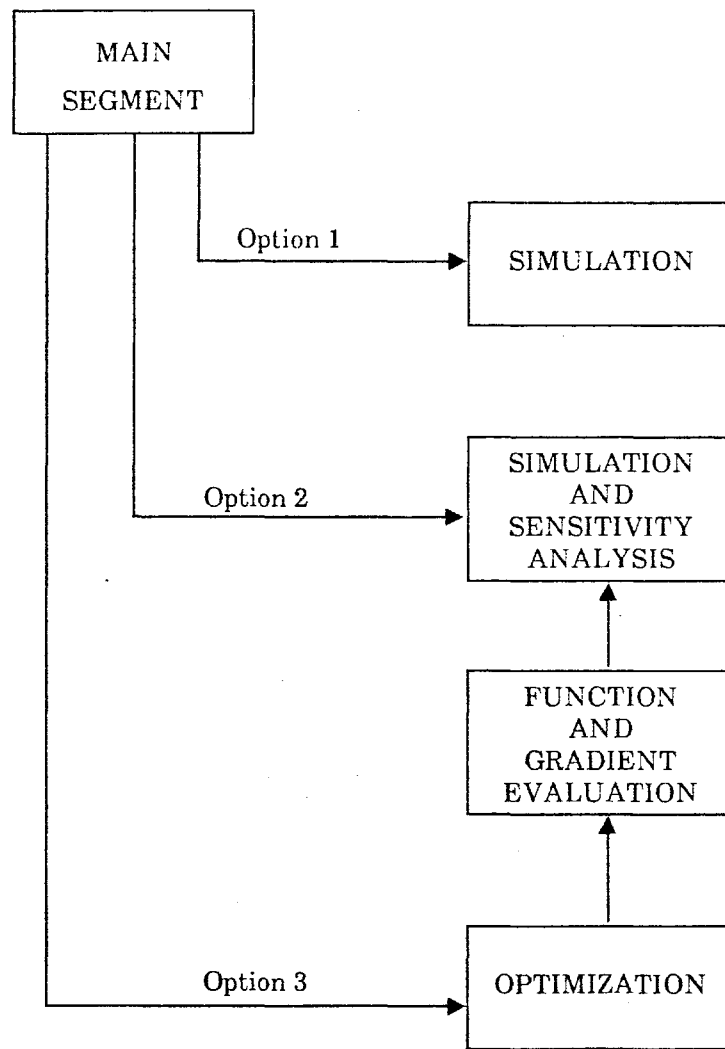 MAIN
SEGMENT
Option 1
SIMULATION
Option 2
SIMULATION
AND
SENSITIVITY
ANALYSIS
FUNCTION
AND
GRADIENT
EVALUATION
Option 3
OPTIMIZATION